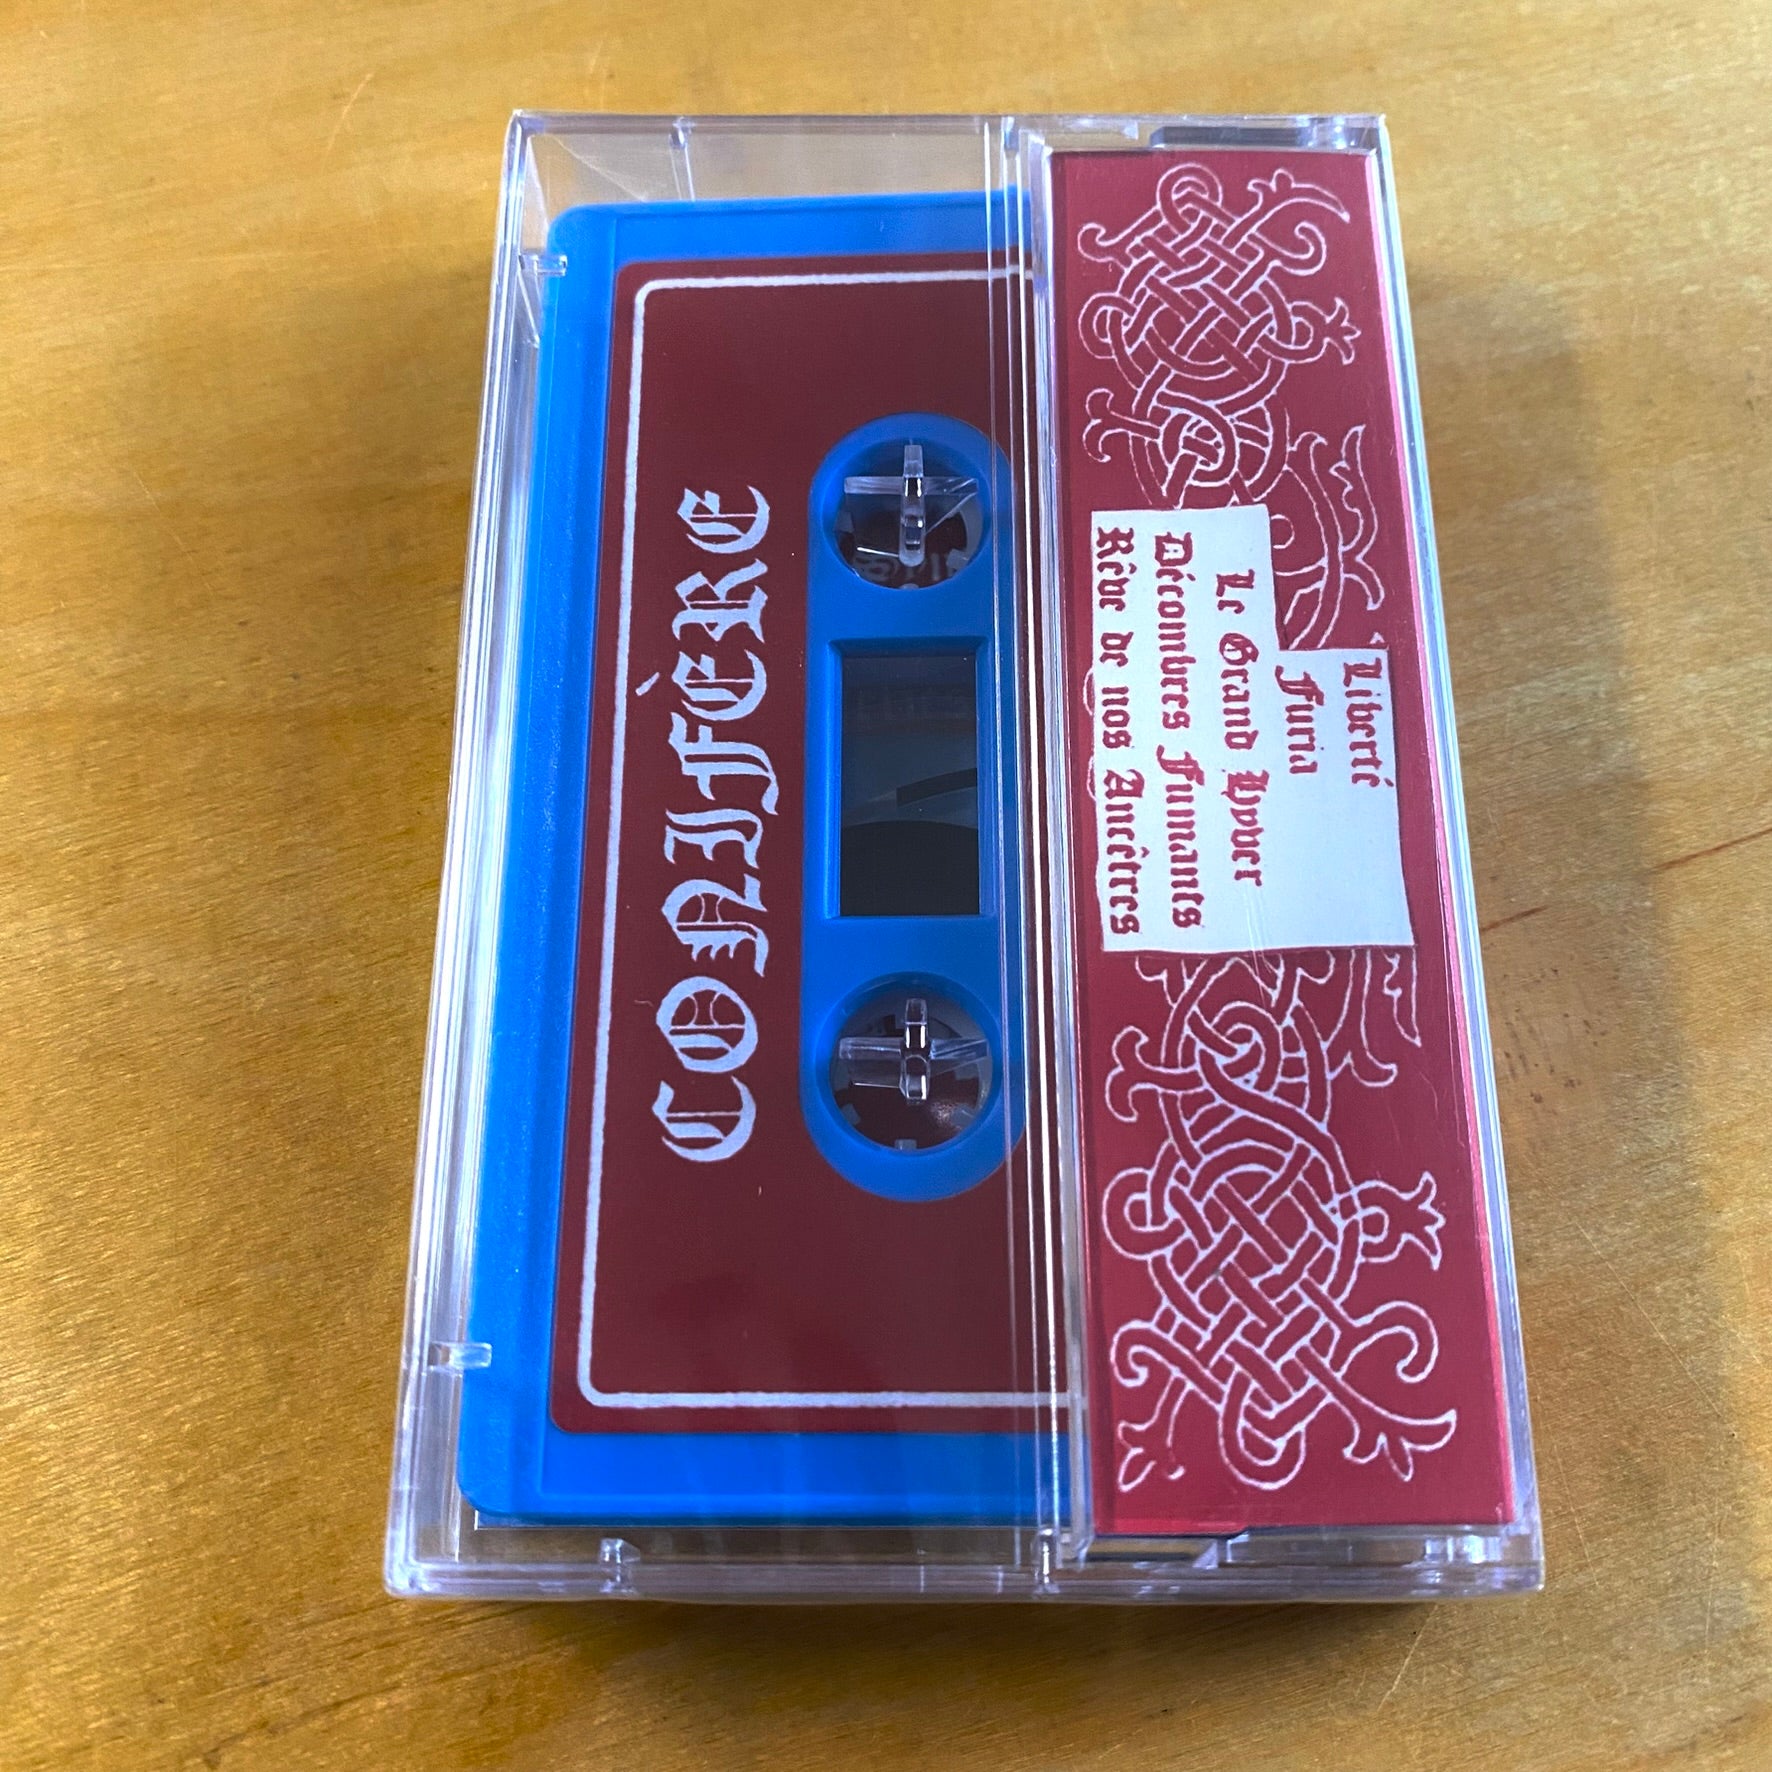 CONIFÈRE
Liberté
Furia
Le Grand Hyver
Décombres Fumants
Rêve de nos Ancêtres